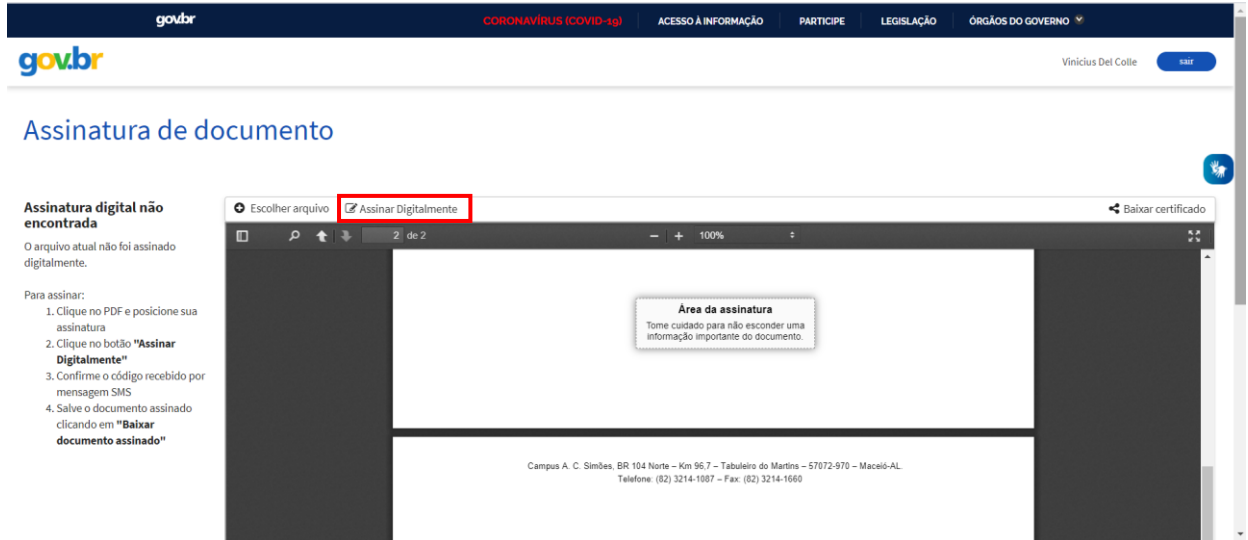 gov.br
CORONAVÍRUS (COVID-19)
ACESSO À INFORMAÇÃO
PARTICIPE
LEGISLAÇÃO
ÓRGÃOS DO GOVERNO
gov.br
Vinicius Del Colle
sair
Assinatura de documento
Assinatura digital não
encontrada
O arquivo atual não foi assinado
digitalmente.
Para assinar:
1. Clique no PDF e posicione sua
assinatura
2. Clique no botão "Assinar
Digitalmente"
3. Confirme o código recebido por
mensagem SMS
4. Salve o documento assinado
clicando em "Baixar
documento assinado"
Escolher arquivo
Assinar Digitalmente
Baixar certificado
2 de 2
100%
Área da assinatura
Tome cuidado para não esconder uma
informação importante do documento.
Campus A. C. Simões, BR 104 Norte – Km 96,7 – Tabuleiro do Martins – 57072-970 – Maceió-AL
Telefone: (82) 3214-1087 – Fax: (82) 3214-1660